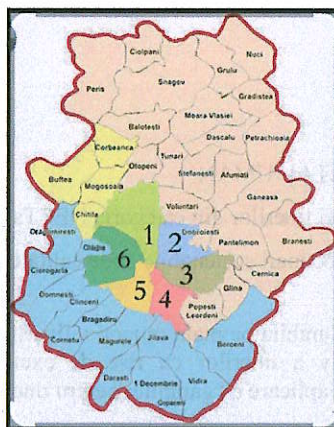 Nuci
Ciolpani
Gruiu
Peris
Snagov
Gradistea
Moara Vlasiei
Balotesti
Dascalu
Petrachioaia
Corbeanca
Tunari
Otopeni
Stefanesti
Afumati
Buftea
Mogosoaia
Ganeasa
Chitila
Voluntari
Dragomiresti
1
2
Dobroiesti
Pantelimon
Branesti
Chiajna
6
3
Cernica
Ciorogarla
Glina
Domnesti
5
4
Clinceni
Popesti
Leordeni
Bragadiru
Cornetu
Magurele
Jilava
Berceni
Darasti
1 Decembrie
Vidra